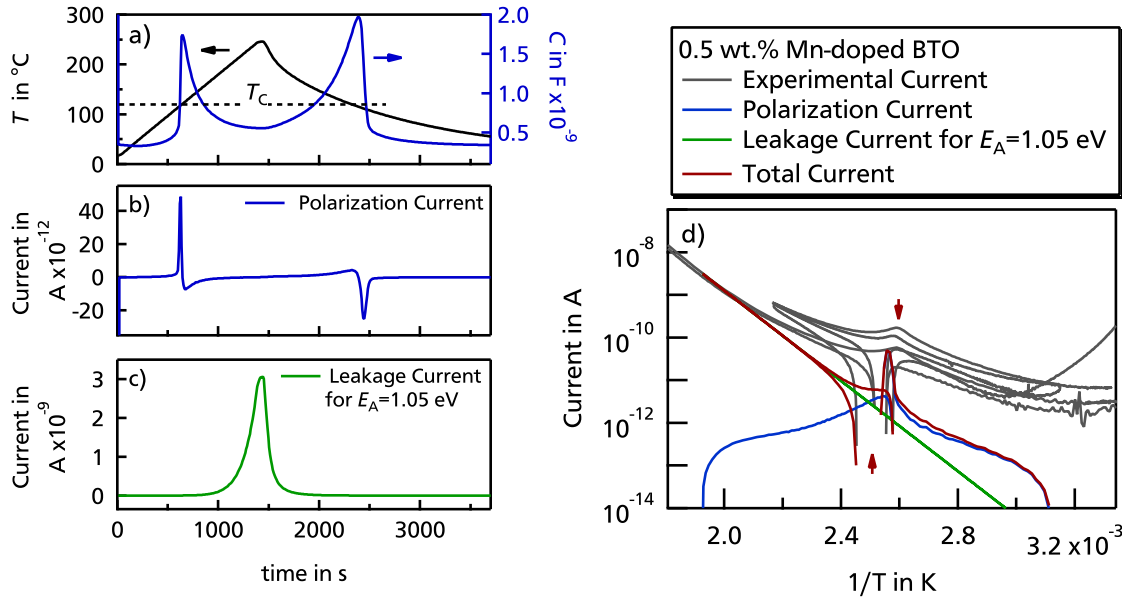 a)
T in °C
300
200
100
0
T_C
2.0
1.5
1.0
0.5
C in F x10⁻⁹
b)
Polarization Current
Current in
A x10⁻¹²
40
20
0
-20
c)
Leakage Current
for E_A=1.05 eV
Current in
A x10⁻⁹
3
2
1
0
0
1000
2000
3000
time in s
0.5 wt.% Mn-doped BTO
Experimental Current
Polarization Current
Leakage Current for E_A=1.05 eV
Total Current
d)
Current in A
10⁻⁸
10⁻¹⁰
10⁻¹²
10⁻¹⁴
2.0
2.4
2.8
3.2 x10⁻³
1/T in K